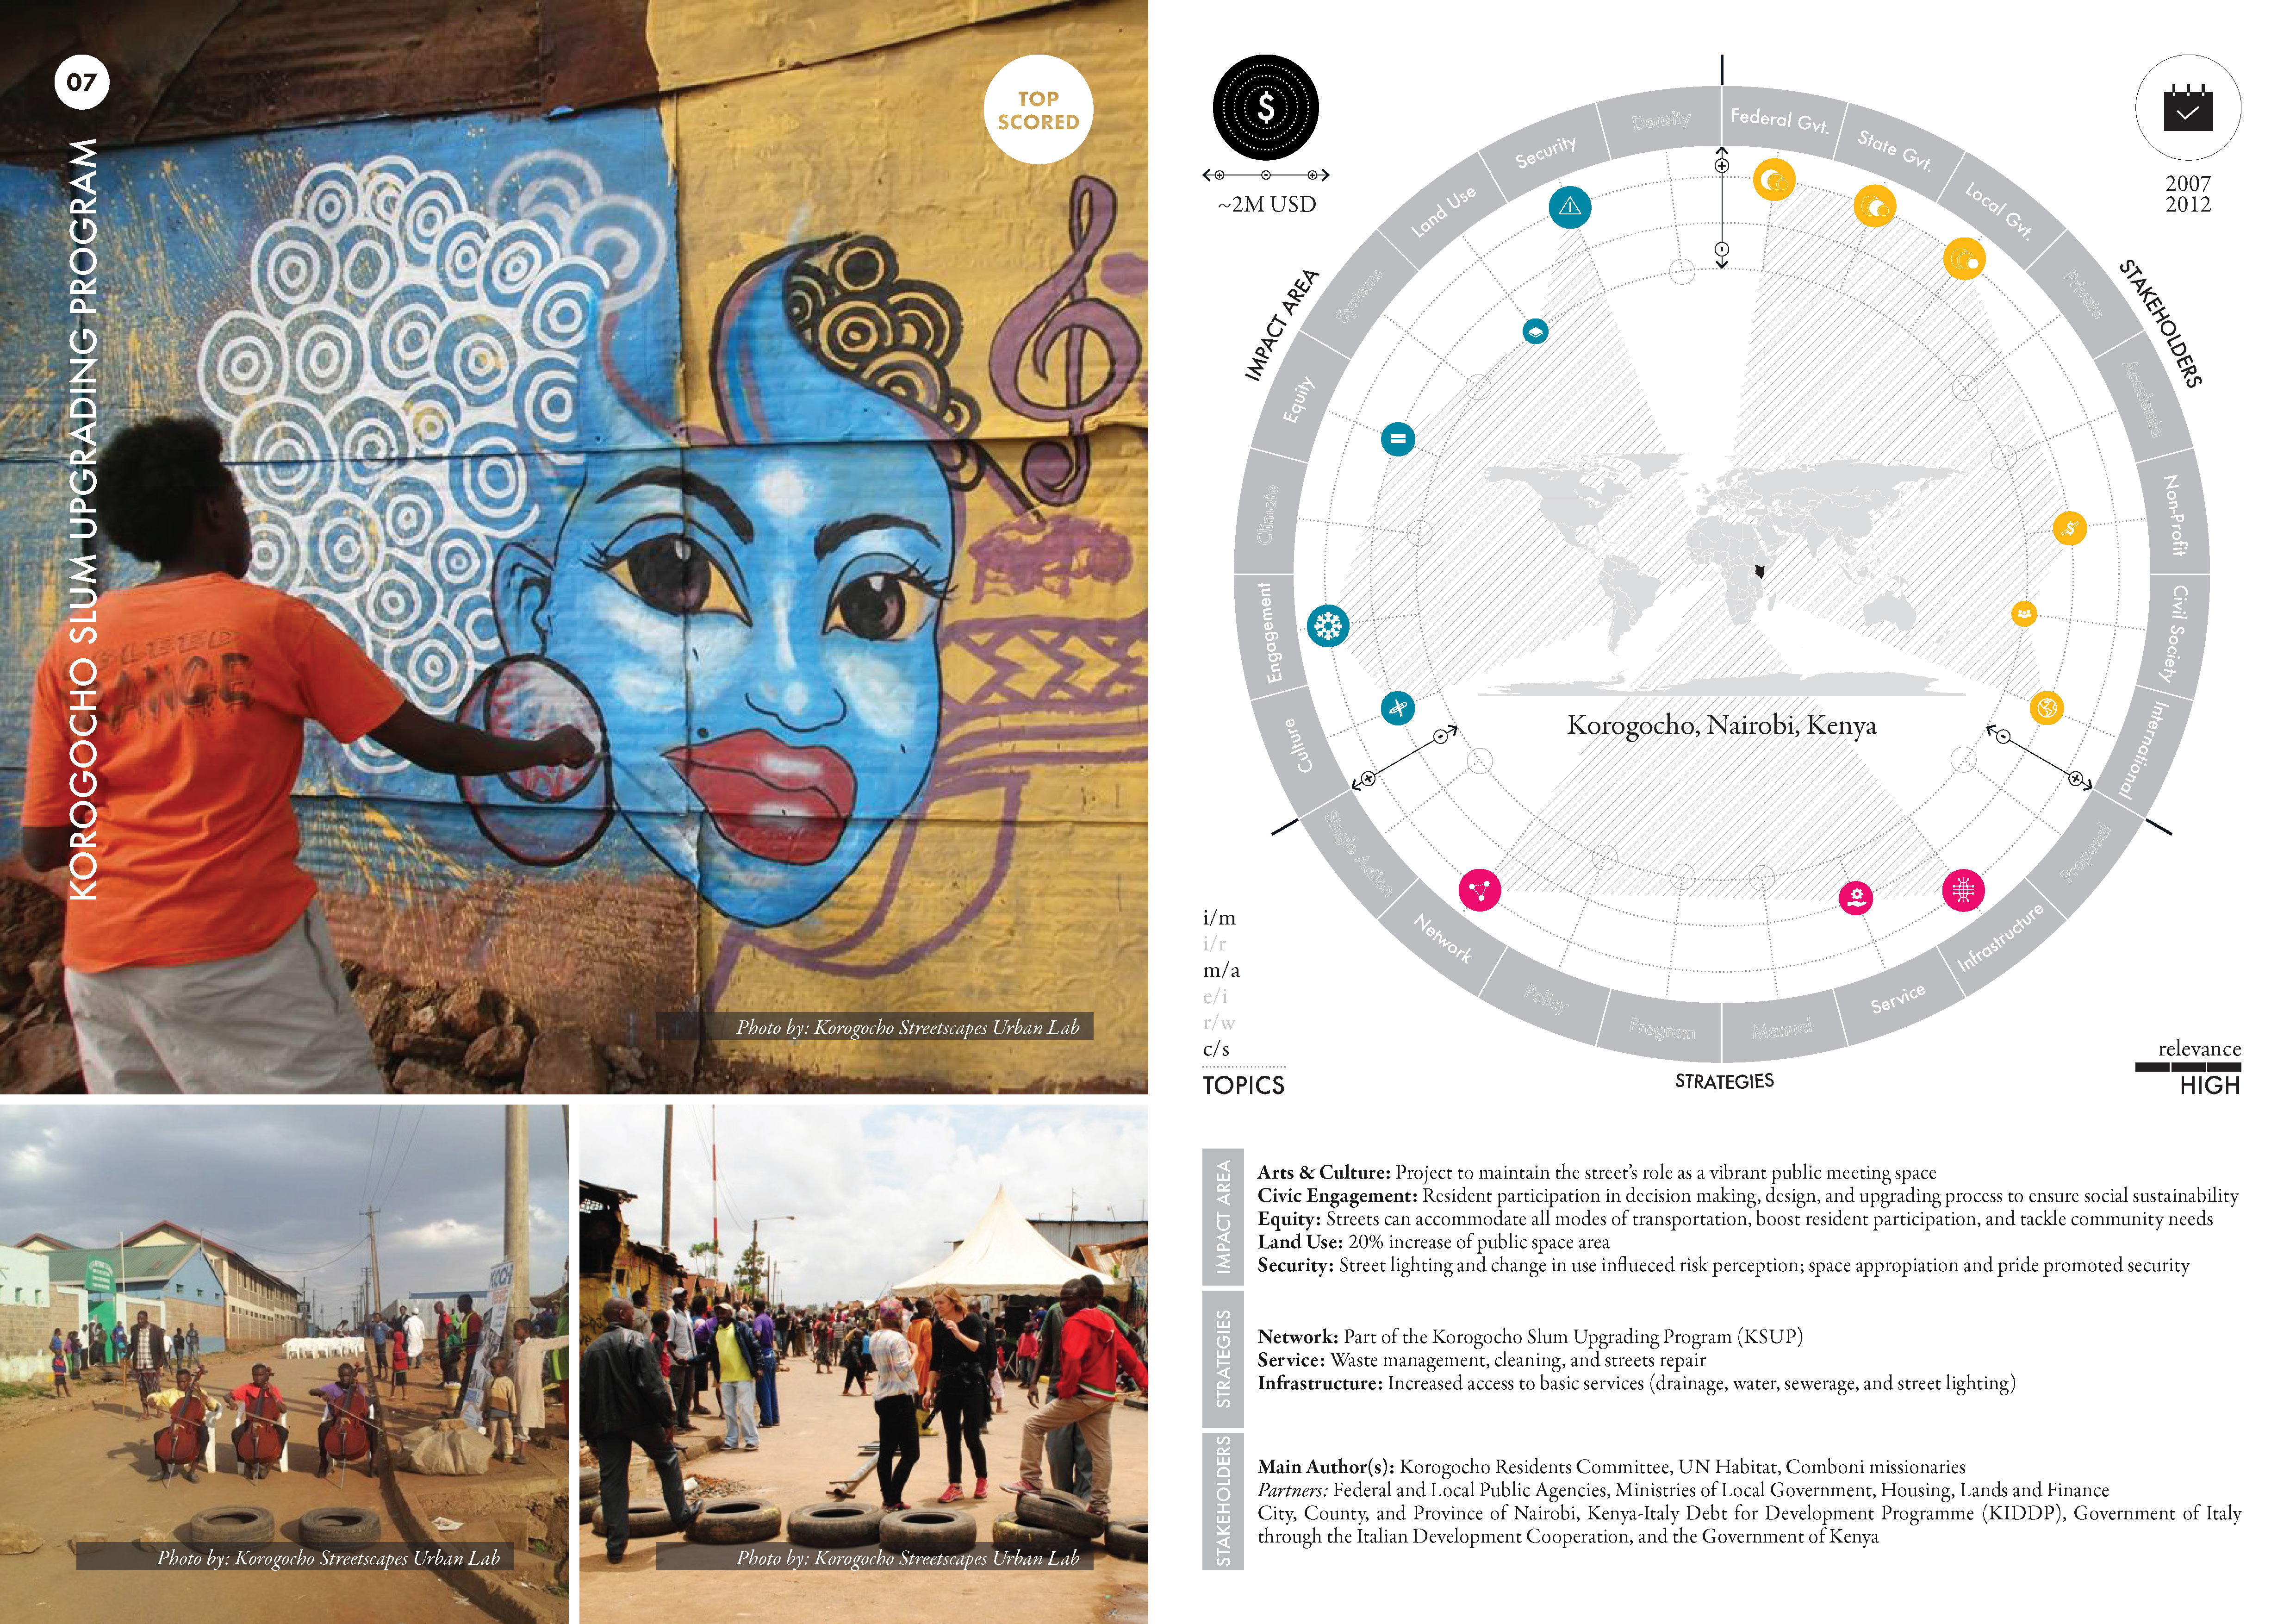 07
KOROGOCHO SLUM UPGRADING PROGRAM
TOP
SCORED
ANGE
Photo by: Korogocho Streetscapes Urban Lab
Photo by: Korogocho Streetscapes Urban Lab
Photo by: Korogocho Streetscapes Urban Lab
$
~2M USD
2007
2012
IMPACT AREA
Culture
Engagement
Climate
Equity
Systems
Land Use
Security
Density
STAKEHOLDERS
Federal Gvt.
State Gvt.
Local Gvt.
Private
Academia
Non-Profit
Civil Society
International
Proposal
Infrastructure
Service
Manual
Program
Policy
Network
Single Action
STRATEGIES
Korogocho, Nairobi, Kenya
i/m
i/r
m/a
e/i
r/w
c/s
TOPICS
relevance
HIGH
IMPACT AREA
Arts & Culture: Project to maintain the street's role as a vibrant public meeting space
Civic Engagement: Resident participation in decision making, design, and upgrading process to ensure social sustainability
Equity: Streets can accommodate all modes of transportation, boost resident participation, and tackle community needs
Land Use: 20% increase of public space area
Security: Street lighting and change in use influeced risk perception; space appropiation and pride promoted security
STRATEGIES
Network: Part of the Korogocho Slum Upgrading Program (KSUP)
Service: Waste management, cleaning, and streets repair
Infrastructure: Increased access to basic services (drainage, water, sewerage, and street lighting)
STAKEHOLDERS
Main Author(s): Korogocho Residents Committee, UN Habitat, Comboni missionaries
Partners: Federal and Local Public Agencies, Ministries of Local Government, Housing, Lands and Finance
City, County, and Province of Nairobi, Kenya-Italy Debt for Development Programme (KIDDP), Government of Italy
through the Italian Development Cooperation, and the Government of Kenya